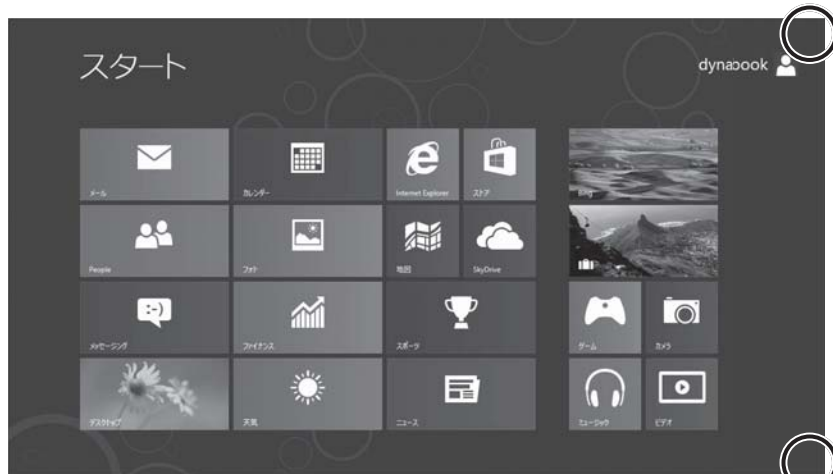 スタート
dynabook
メール
カレンダー
Internet Explorer
ストア
Bing
People
フォト
地図
SkyDrive
メッセージング
ファイナンス
スポーツ
ゲーム
カメラ
デスクトップ
天気
ニュース
ミュージック
ビデオ